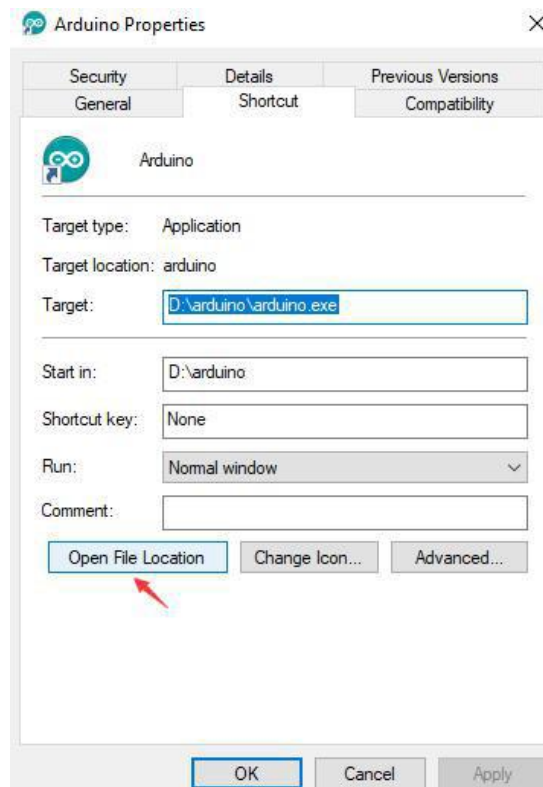 Arduino Properties
Security Details Previous Versions
General Shortcut Compatibility
Arduino
Target type: Application
Target location: arduino
Target: D:\arduino\arduino.exe
Start in: D:\arduino
Shortcut key: None
Run: Normal window
Comment:
Open File Location Change Icon... Advanced...
OK Cancel Apply